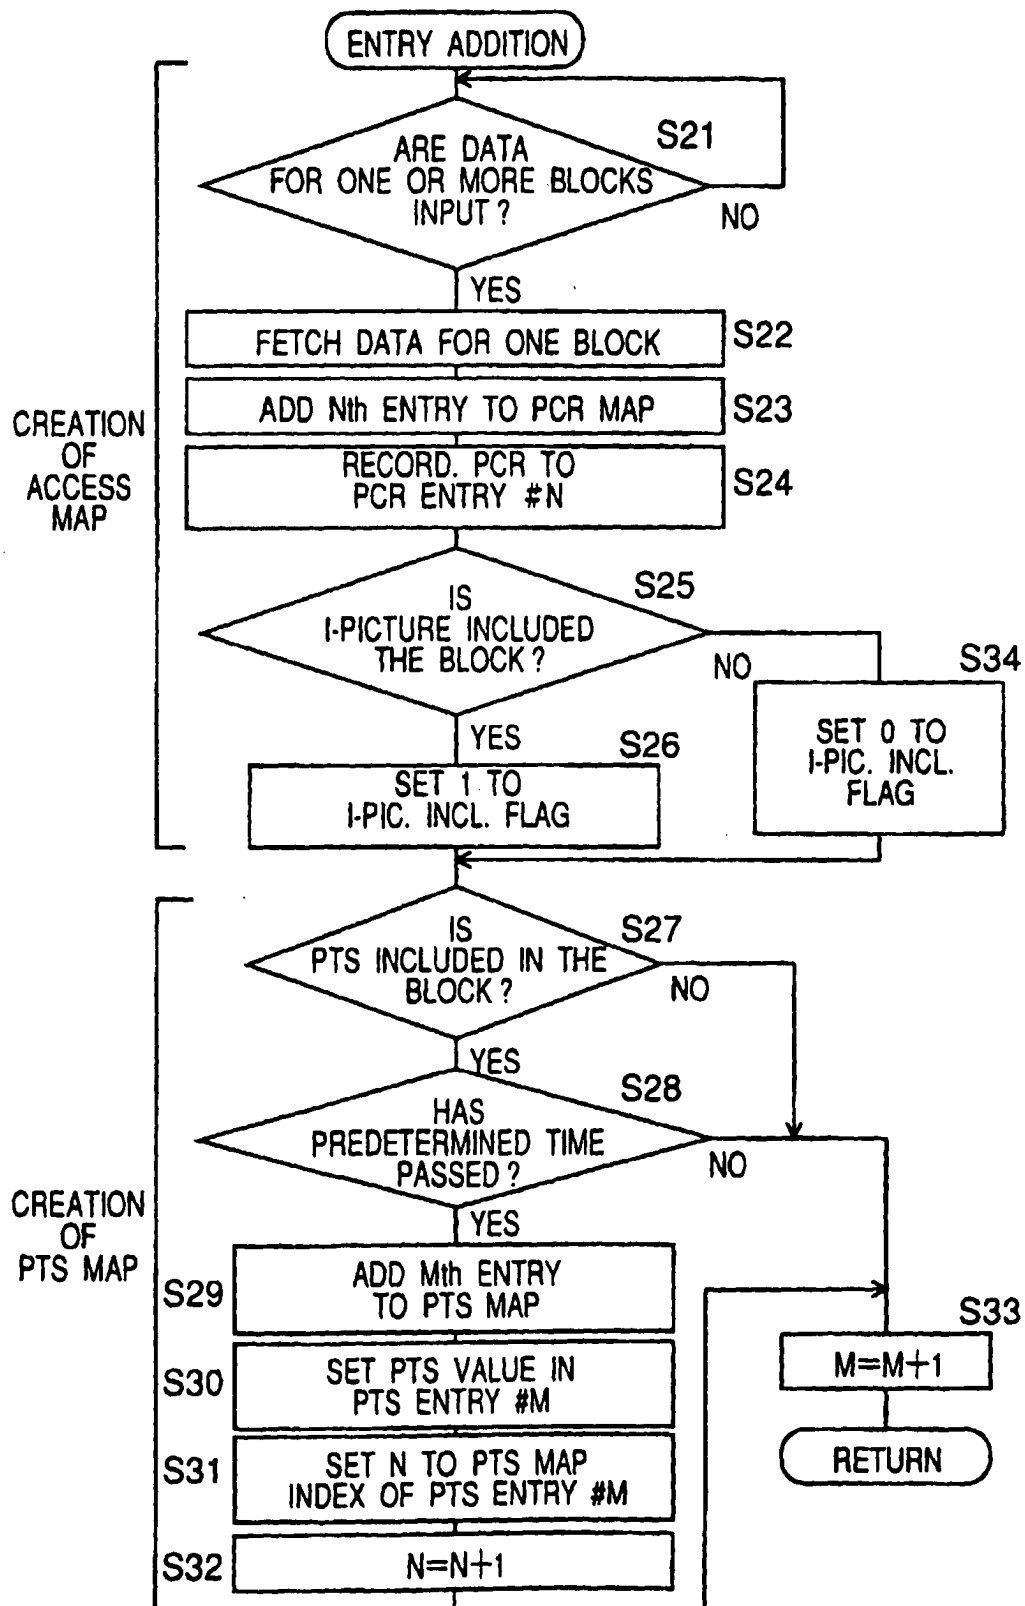 ENTRY ADDITION
S21
ARE DATA
FOR ONE OR MORE BLOCKS
INPUT?
NO
YES
FETCH DATA FOR ONE BLOCK
S22
ADD Nth ENTRY TO PCR MAP
S23
CREATION
OF
ACCESS
MAP
RECORD. PCR TO
PCR ENTRY #N
S24
S25
IS
I-PICTURE INCLUDED
THE BLOCK?
NO
YES
S34
SET 0 TO
I-PIC. INCL.
FLAG
S26
SET 1 TO
I-PIC. INCL. FLAG
S27
IS
PTS INCLUDED IN THE
BLOCK?
NO
YES
S28
HAS
PREDETERMINED TIME
PASSED?
NO
YES
CREATION
OF
PTS MAP
S29
ADD Mth ENTRY
TO PTS MAP
S33
M=M+1
S30
SET PTS VALUE IN
PTS ENTRY #M
RETURN
S31
SET N TO PTS MAP
INDEX OF PTS ENTRY #M
S32
N=N+1